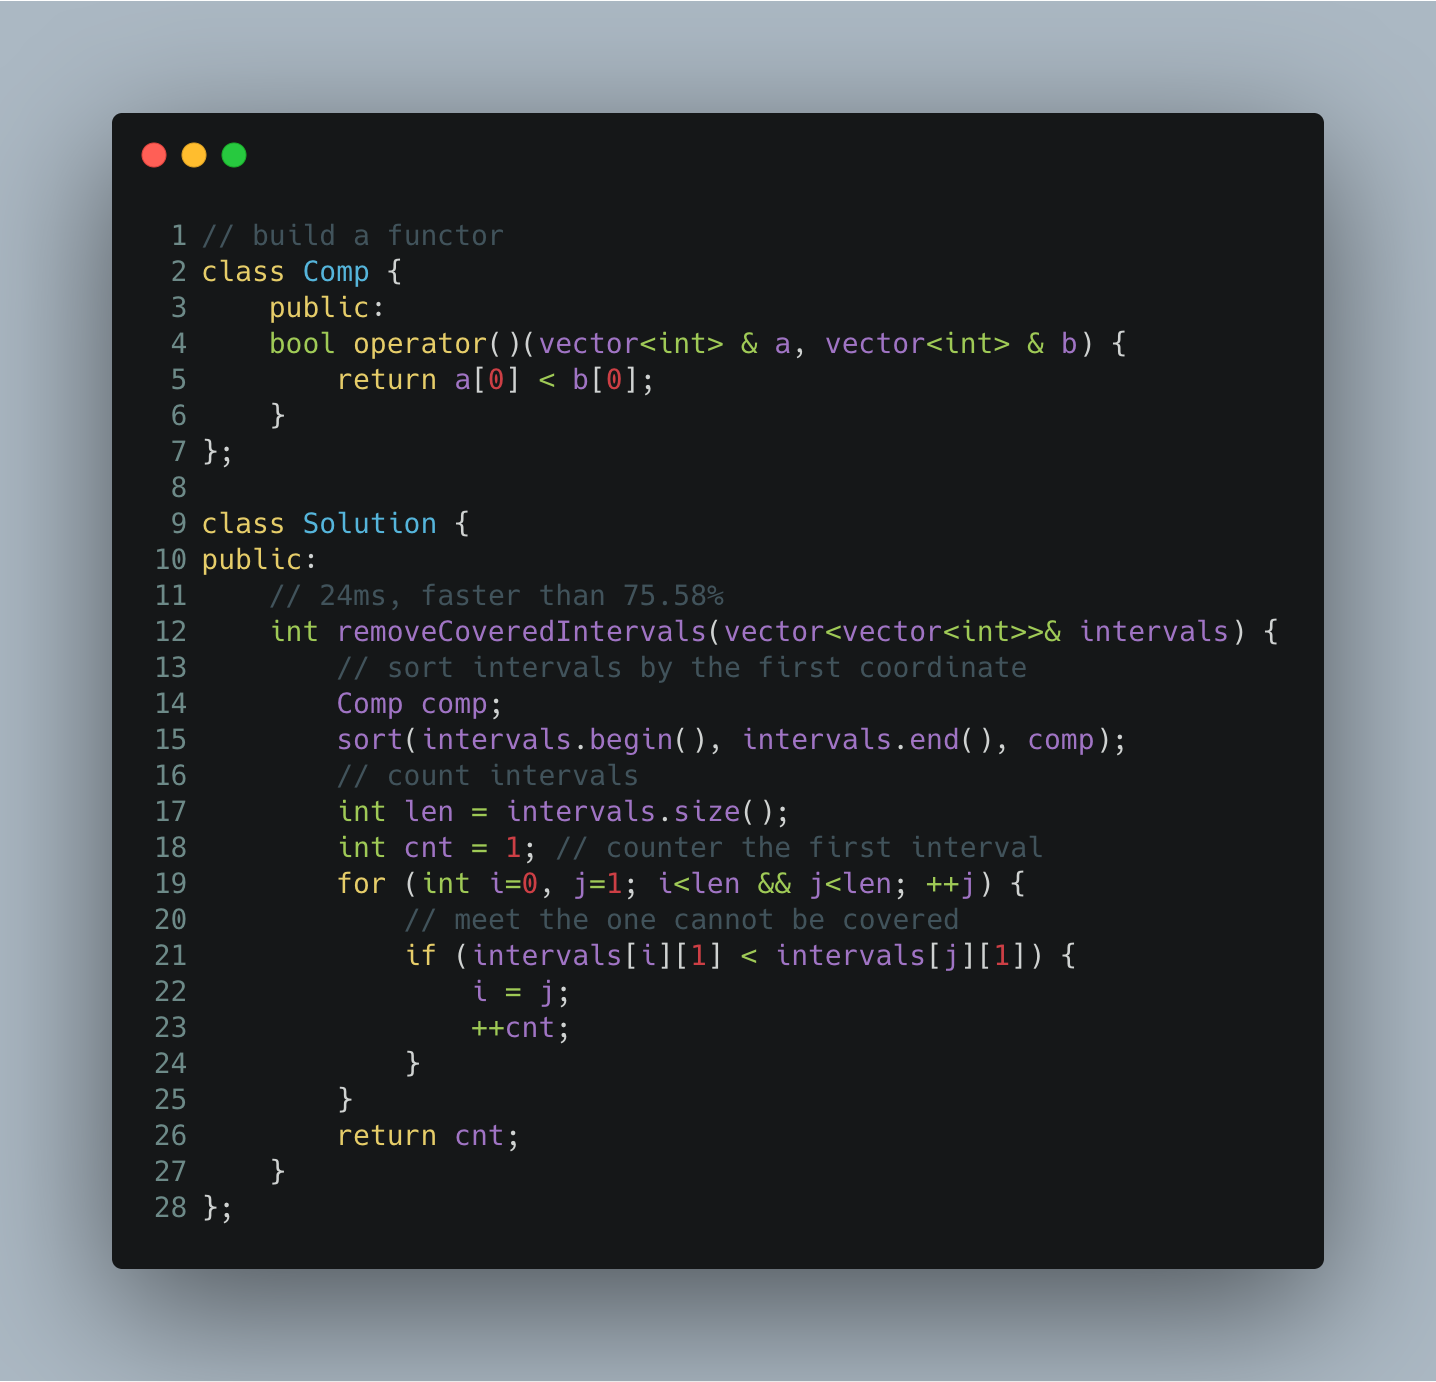 1 // build a functor
2 class Comp {
3     public:
4     bool operator()(vector<int> & a, vector<int> & b) {
5         return a[0] < b[0];
6     }
7 };
8
9 class Solution {
10 public:
11     // 24ms, faster than 75.58%
12     int removeCoveredIntervals(vector<vector<int>>& intervals) {
13         // sort intervals by the first coordinate
14         Comp comp;
15         sort(intervals.begin(), intervals.end(), comp);
16         // count intervals
17         int len = intervals.size();
18         int cnt = 1; // counter the first interval
19         for (int i=0, j=1; i<len && j<len; ++j) {
20             // meet the one cannot be covered
21             if (intervals[i][1] < intervals[j][1]) {
22                 i = j;
23                 ++cnt;
24             }
25         }
26         return cnt;
27     }
28 };